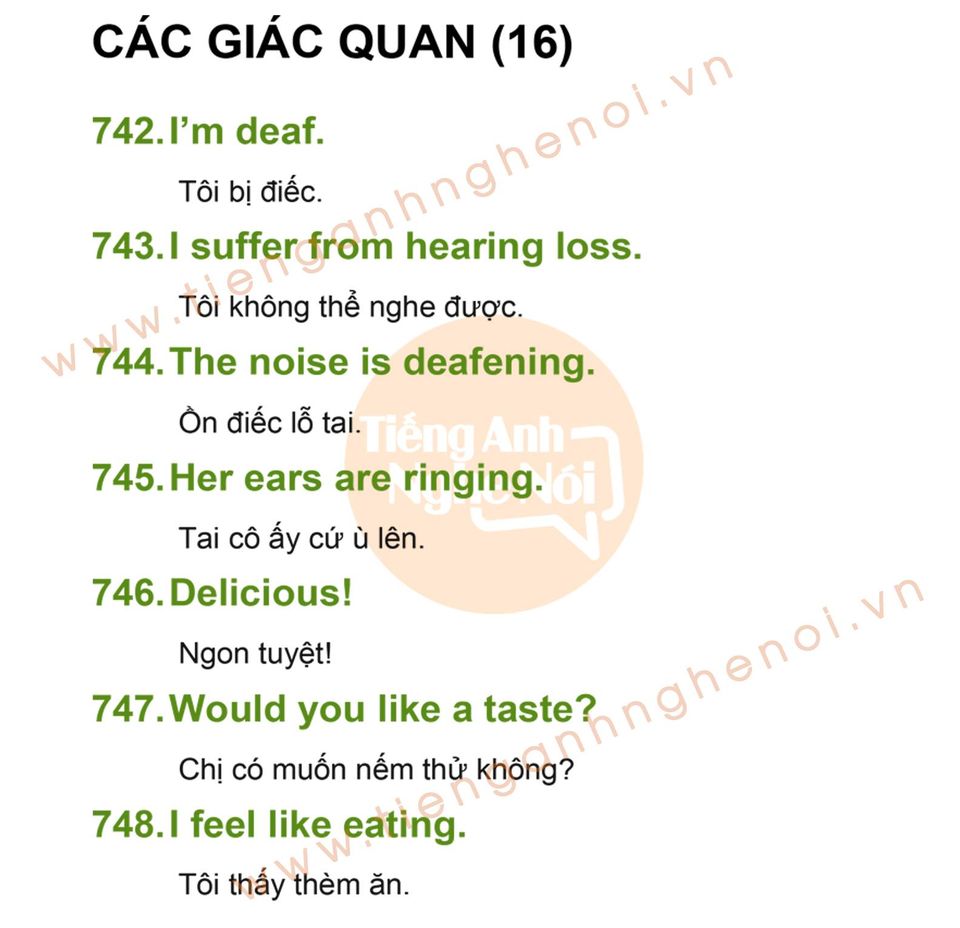 CÁC GIÁC QUAN (16)
742. I’m deaf.
Tôi bị điếc.
743. I suffer from hearing loss.
Tôi không thể nghe được.
744. The noise is deafening.
Ồn điếc lỗ tai.
745. Her ears are ringing.
Tai cô ấy cứ ù lên.
746. Delicious!
Ngon tuyệt!
747. Would you like a taste?
Chị có muốn nếm thử không?
748. I feel like eating.
Tôi thấy thèm ăn.
www.tienganhnghenoi.vn
Tiếng Anh
Nghe Nói
www.tienganhnghenoi.vn